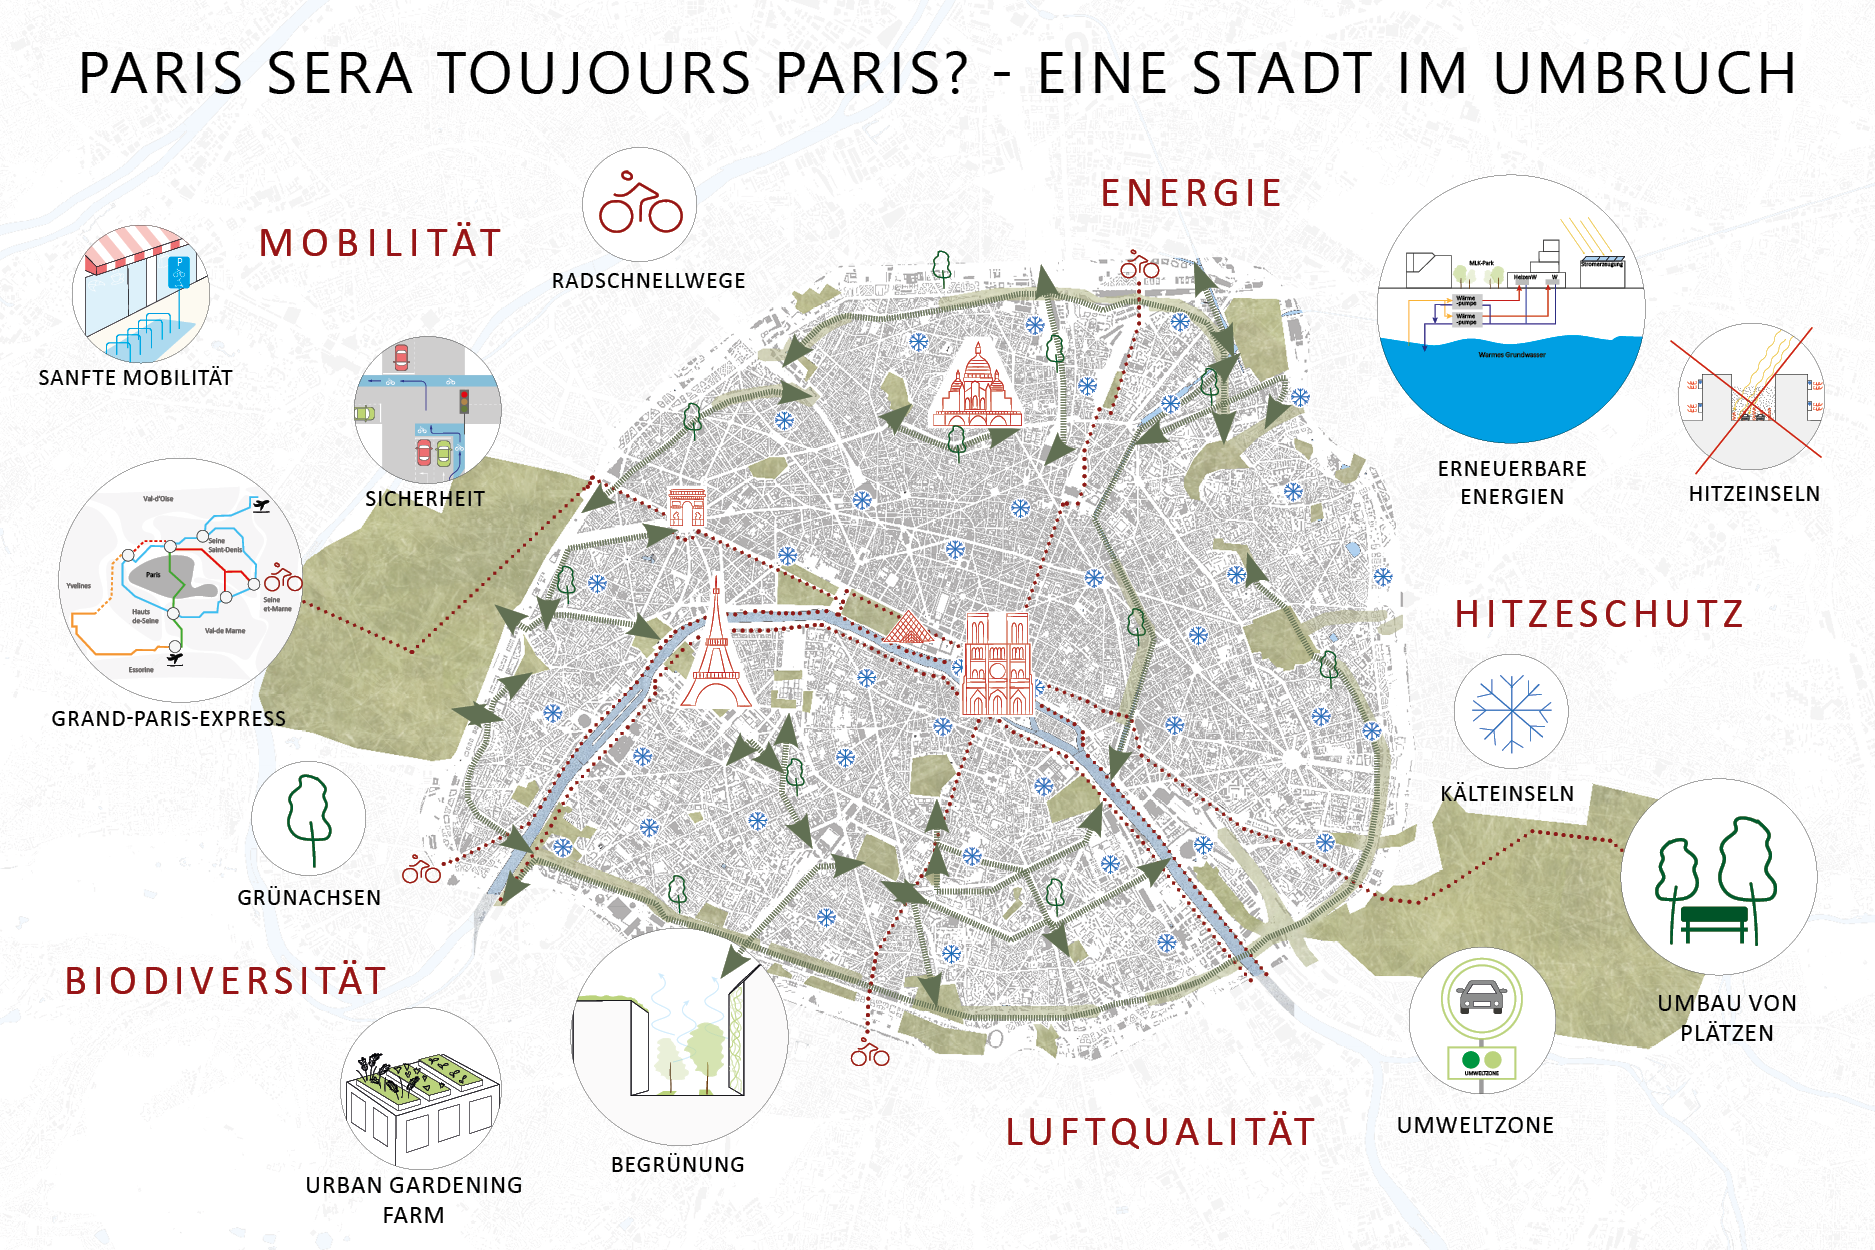 PARIS SERA TOUJOURS PARIS? - EINE STADT IM UMBRUCH
MOBILITÄT
RADSCHNELLWEGE
P
SANFTE MOBILITÄT
SICHERHEIT
Val-d'Oise
Seine
Saint-Denis
Paris
Yvelines
Hauts
de-Seine
Seine
et-Marne
Val-de Marne
Essorine
GRAND-PARIS-EXPRESS
ENERGIE
MLK-Park
Stromerzeugung
HeizenW
W
Wärme
-pumpe
Wärme
-pumpe
Warmes Grundwasser
ERNEUERBARE
ENERGIEN
HITZEINSELN
HITZESCHUTZ
KÄLTEINSELN
UMBAU VON
PLÄTZEN
GRÜNACHSEN
BIODIVERSITÄT
URBAN GARDENING
FARM
BEGRÜNUNG
LUFTQUALITÄT
UMWELTZONE
UMWELTZONE